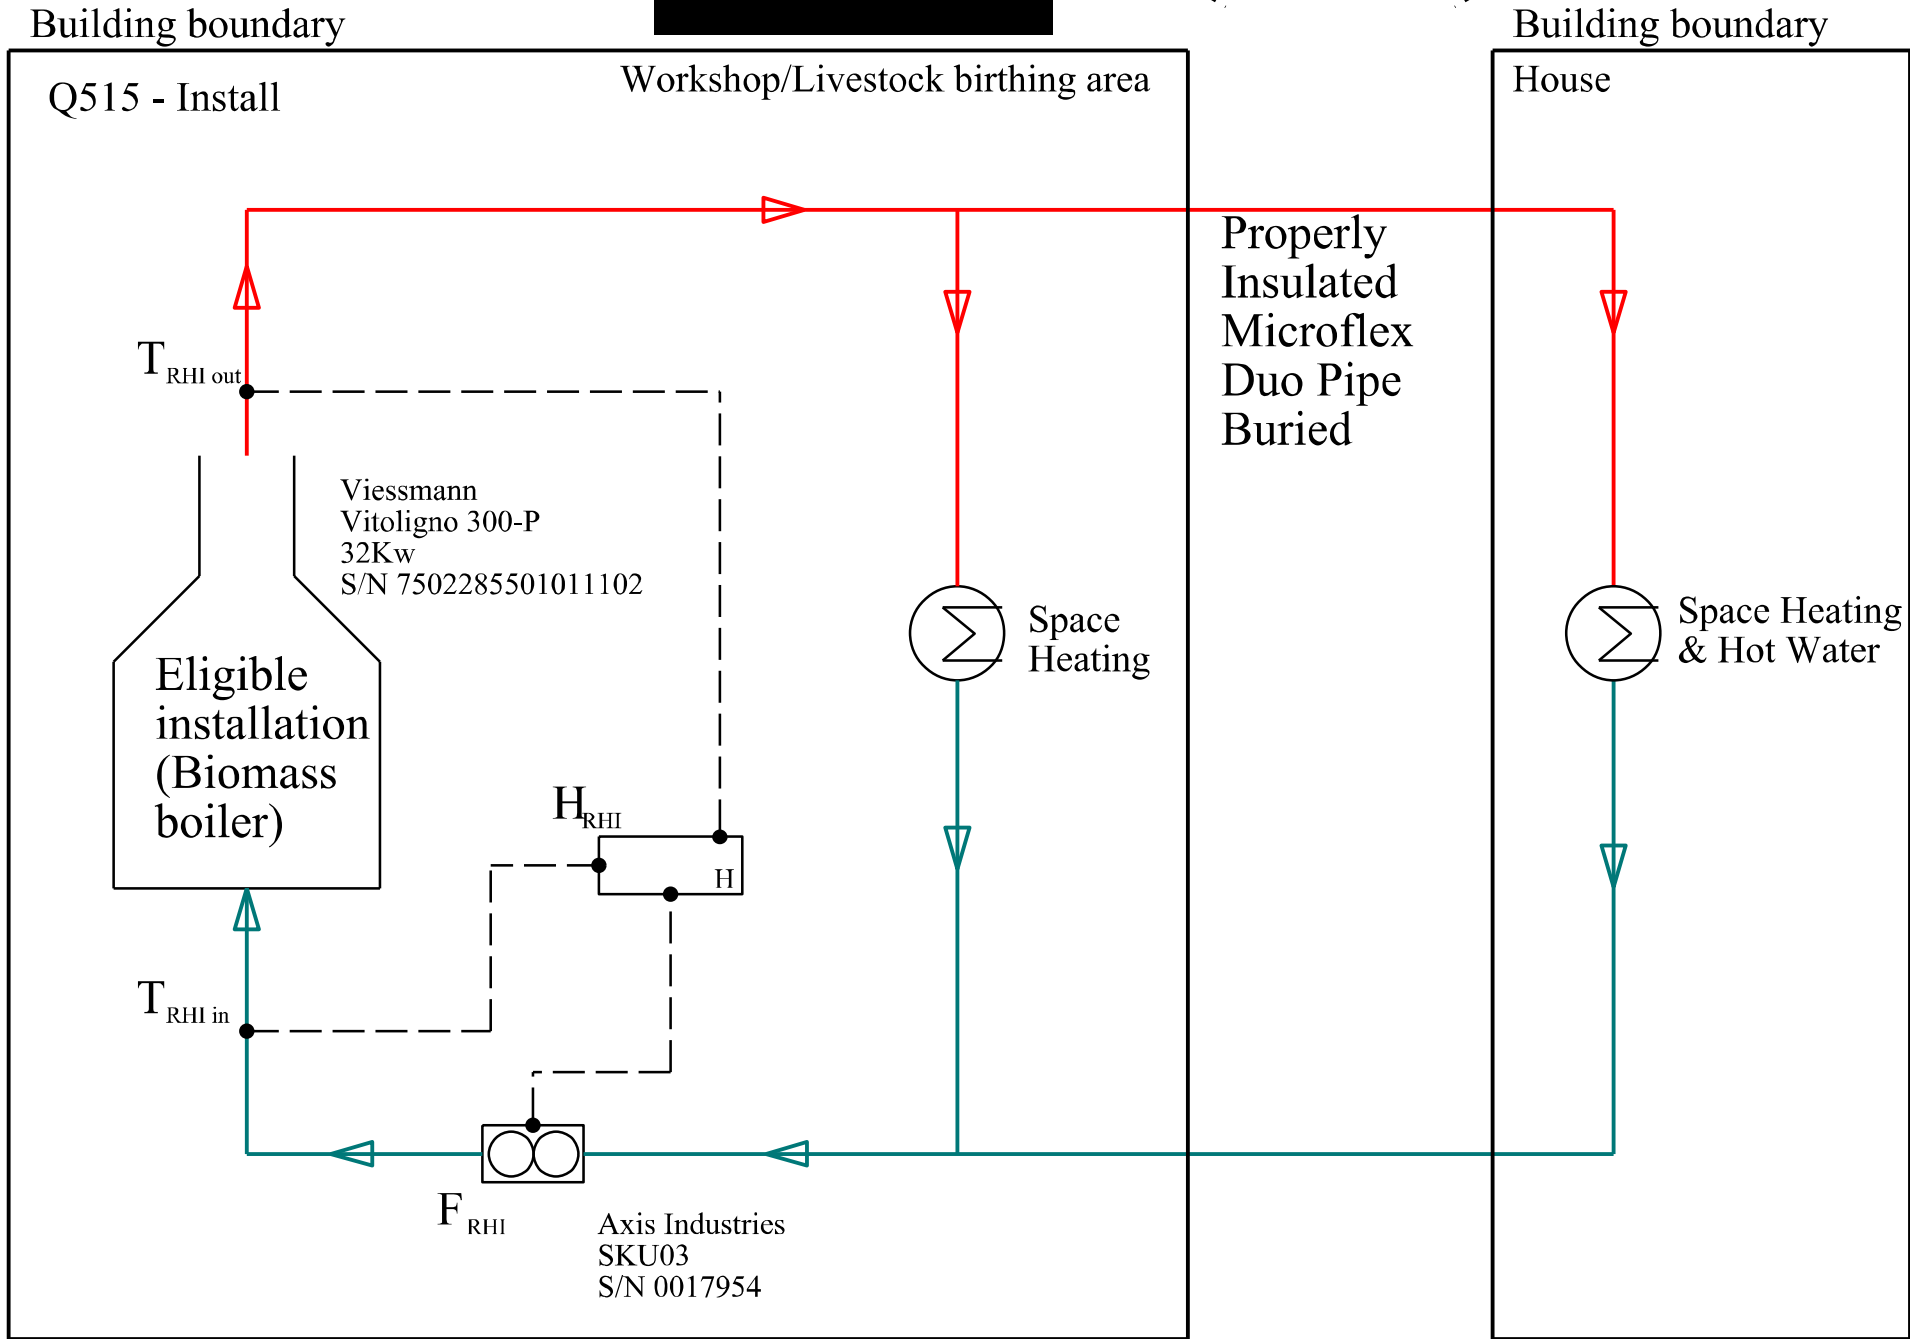 Building boundary
Building boundary
Q515 - Install
Workshop/Livestock birthing area
House
Properly
Insulated
Microflex
Duo Pipe
Buried
T RHI out
Viessmann
Vitoligno 300-P
32Kw
S/N 7502285501011102
Eligible
installation
(Biomass
boiler)
Space
Heating
Space Heating
& Hot Water
H RHI
H
T RHI in
F RHI
Axis Industries
SKU03
S/N 0017954